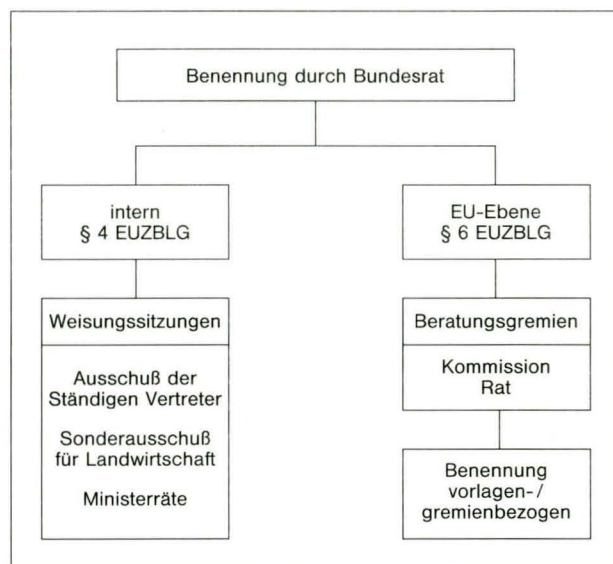 Benennung durch Bundesrat
intern
§ 4 EUZBLG
Weisungssitzungen
Ausschuß der
Ständigen Vertreter
Sonderausschuß
für Landwirtschaft
Ministerräte
EU-Ebene
§ 6 EUZBLG
Beratungsgremien
Kommission
Rat
Benennung
vorlagen-/
gremienbezogen